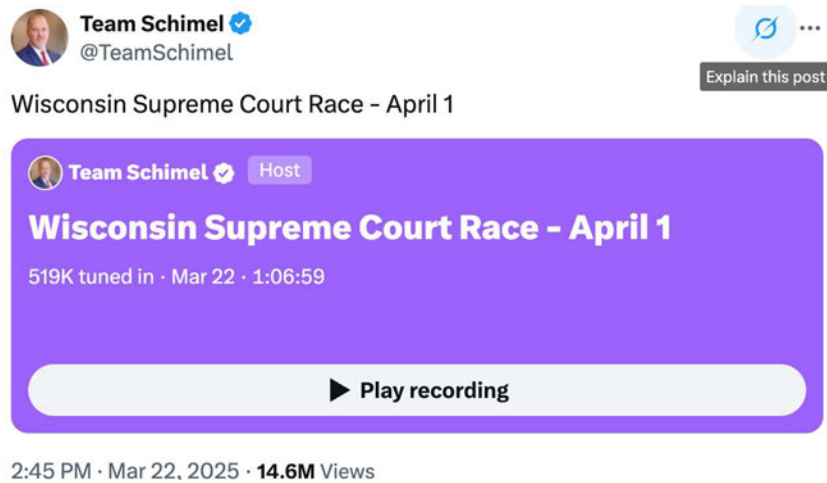 Team Schimel
@TeamSchimel
Explain this post
Wisconsin Supreme Court Race - April 1
Team Schimel Host
Wisconsin Supreme Court Race - April 1
519K tuned in · Mar 22 · 1:06:59
Play recording
2:45 PM · Mar 22, 2025 · 14.6M Views